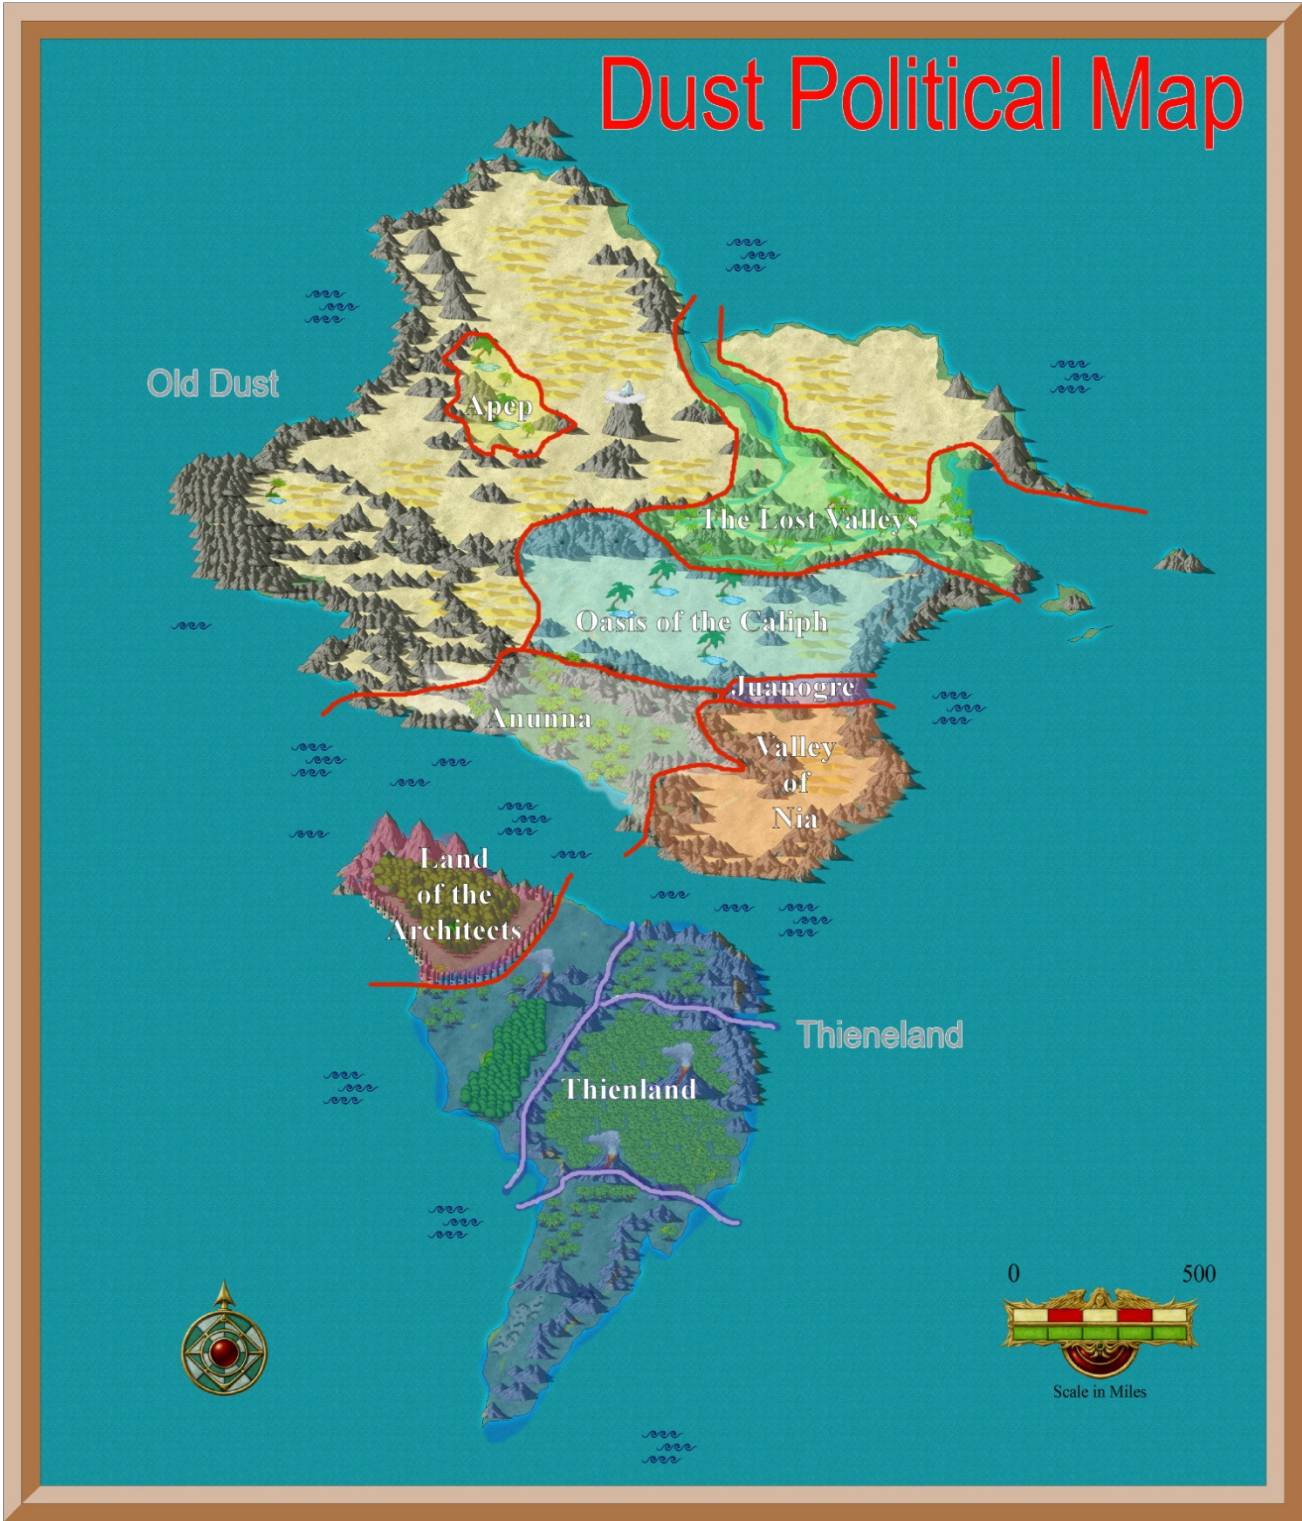 Dust Political Map
Old Dust
Apep
The Lost Valleys
Oasis of the Caliph
Juanogre
Anunna
Valley
of
Nia
Land
of the
Architects
Thieneland
Thienland
0 500
Scale in Miles